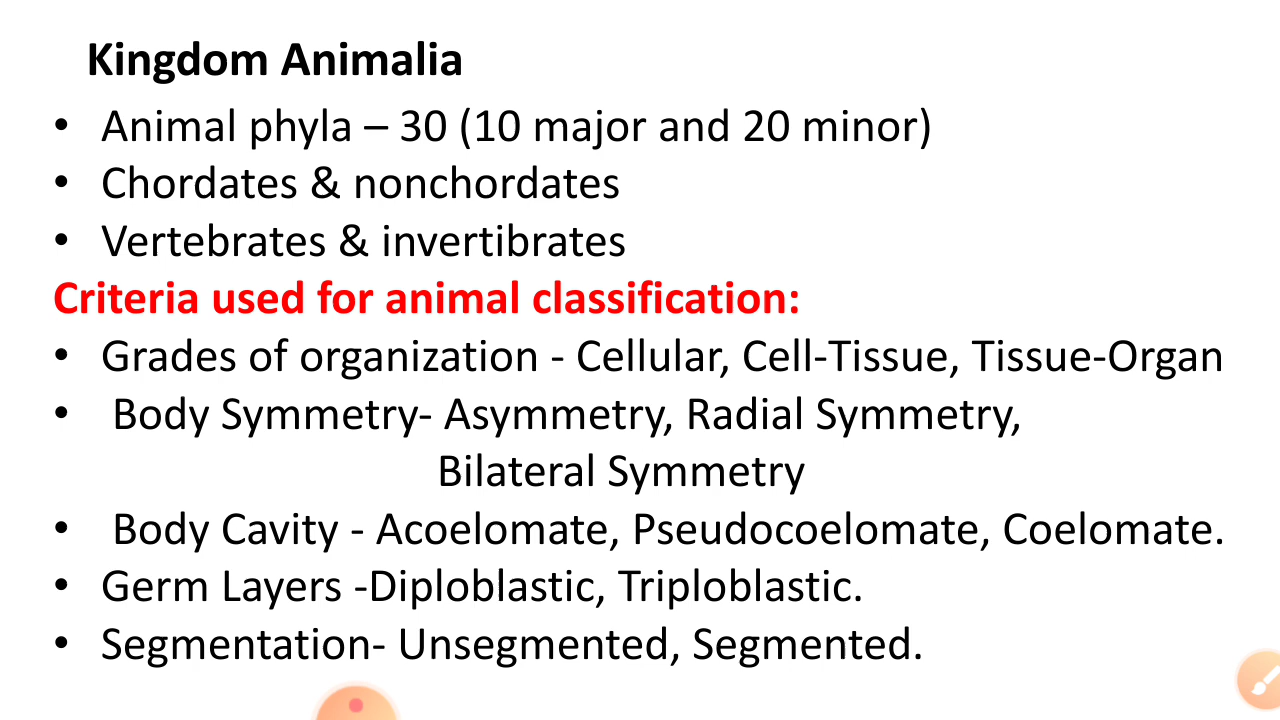 Kingdom Animalia
• Animal phyla – 30 (10 major and 20 minor)
• Chordates & nonchordates
• Vertebrates & invertibrates
Criteria used for animal classification:
• Grades of organization - Cellular, Cell-Tissue, Tissue-Organ
• Body Symmetry- Asymmetry, Radial Symmetry,
Bilateral Symmetry
• Body Cavity - Acoelomate, Pseudocoelomate, Coelomate.
• Germ Layers -Diploblastic, Triploblastic.
• Segmentation- Unsegmented, Segmented.